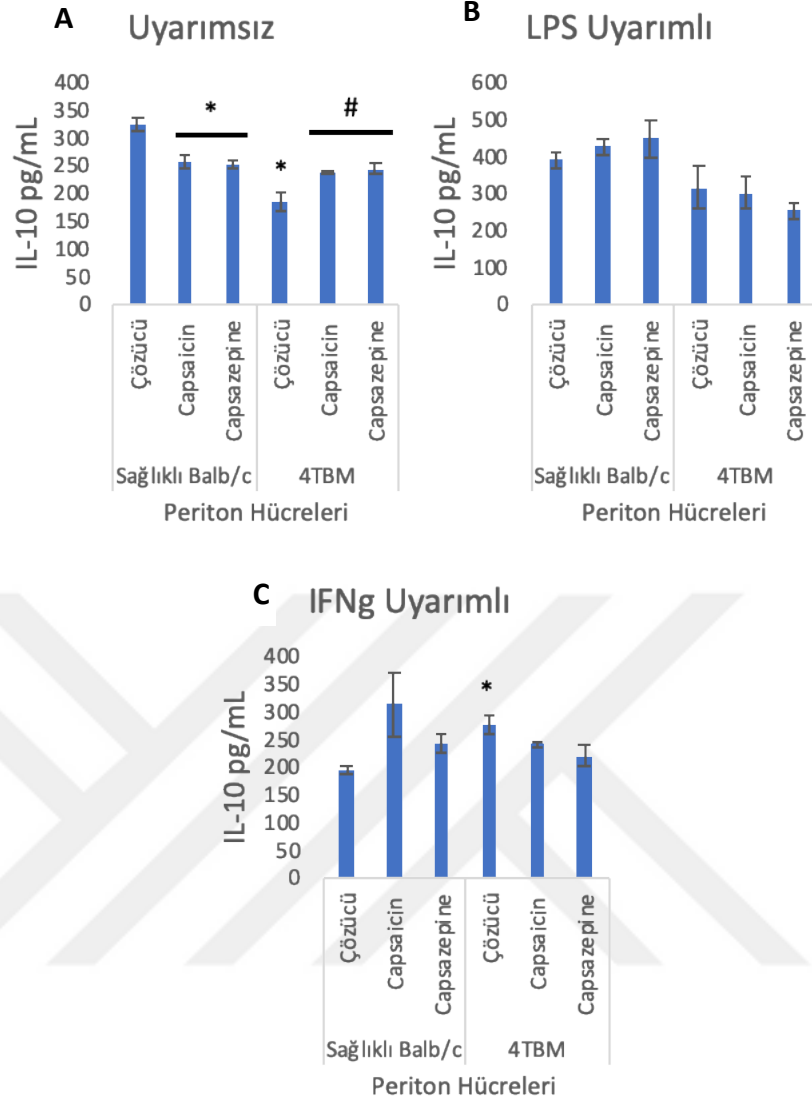 A Uyarımsız
IL-10 pg/mL
400
350
300
250
200
150
100
50
0
*
*
#
Çözücü
Capsaicin
Capsazepine
Çözücü
Capsaicin
Capsazepine
Sağlıklı Balb/c
4TBM
Periton Hücreleri
B LPS Uyarımlı
IL-10 pg/mL
600
500
400
300
200
100
0
Çözücü
Capsaicin
Capsazepine
Çözücü
Capsaicin
Capsazepine
Sağlıklı Balb/c
4TBM
Periton Hücreleri
C IFNg Uyarımlı
IL-10 pg/mL
400
350
300
250
200
150
100
50
0
*
Çözücü
Capsaicin
Capsazepine
Çözücü
Capsaicin
Capsazepine
Sağlıklı Balb/c
4TBM
Periton Hücreleri